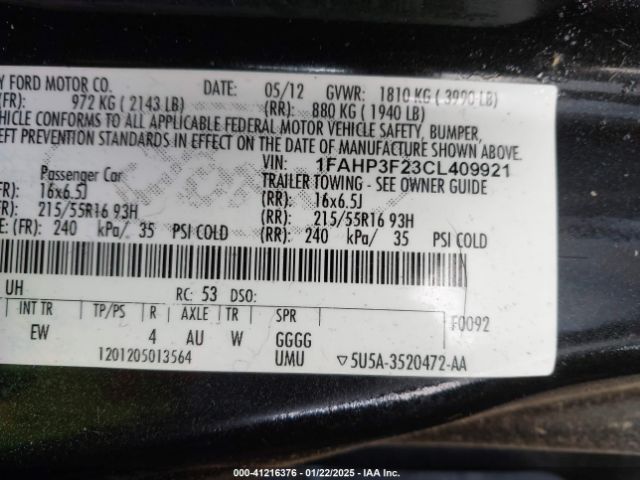 Y FORD MOTOR CO. DATE: 05/12 GVWR: 1810 KG ( 3990 LB)
(FR): 972 KG ( 2143 LB) (RR): 880 KG ( 1940 LB)
EHICLE CONFORMS TO ALL APPLICABLE FEDERAL MOTOR VEHICLE SAFETY, BUMPER,
EFT PREVENTION STANDARDS IN EFFECT ON THE DATE OF MANUFACTURE SHOWN ABOVE.
VIN: 1FAHP3F23CL409921
Passenger Car TRAILER TOWING - SEE OWNER GUIDE
(FR): 16x6.5J (RR): 16x6.5J
215/55R16 93H (RR): 215/55R16 93H
E: (FR): 240 kPa/ 35 PSI COLD (RR): 240 kPa/ 35 PSI COLD
UH RC: 53 DSO:
INT TR TP/PS R AXLE TR SPR F0092
EW 4 AU W GGGG
1201205013564 UMU ▽5U5A-3520472-AA
000-41216376 - 01/22/2025 - IAA Inc.